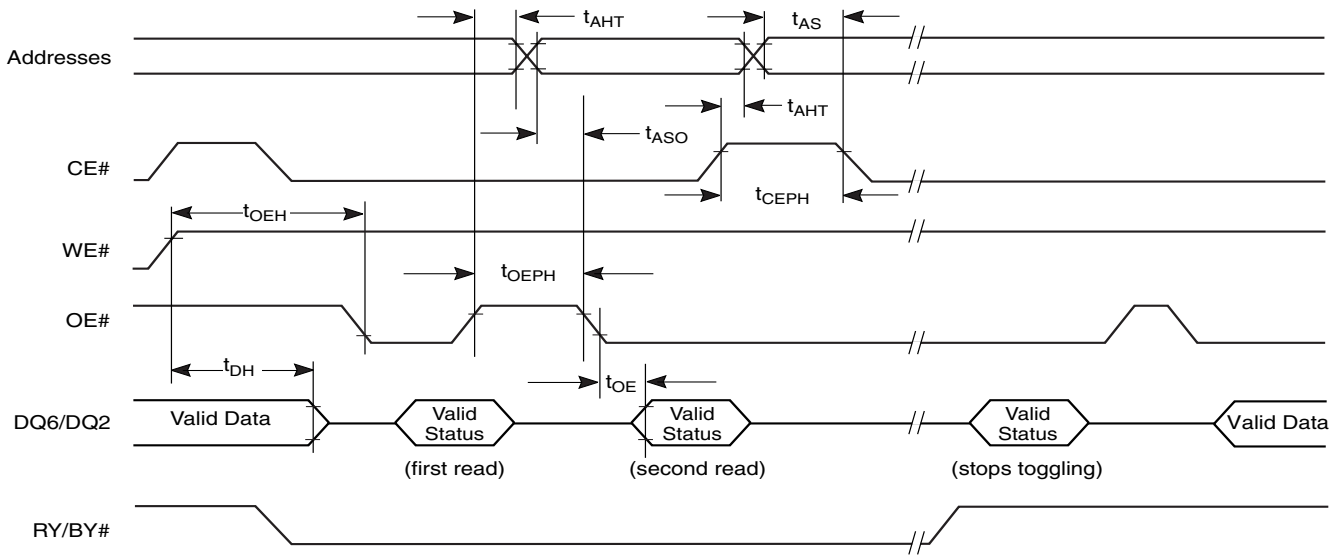 tAHT
tAS
Addresses
tAHT
tASO
CE#
tCEPH
tOEH
WE#
tOEPH
OE#
tDH
tOE
DQ6/DQ2
Valid Data
Valid
Status
Valid
Status
Valid
Status
Valid Data
(first read)
(second read)
(stops toggling)
RY/BY#